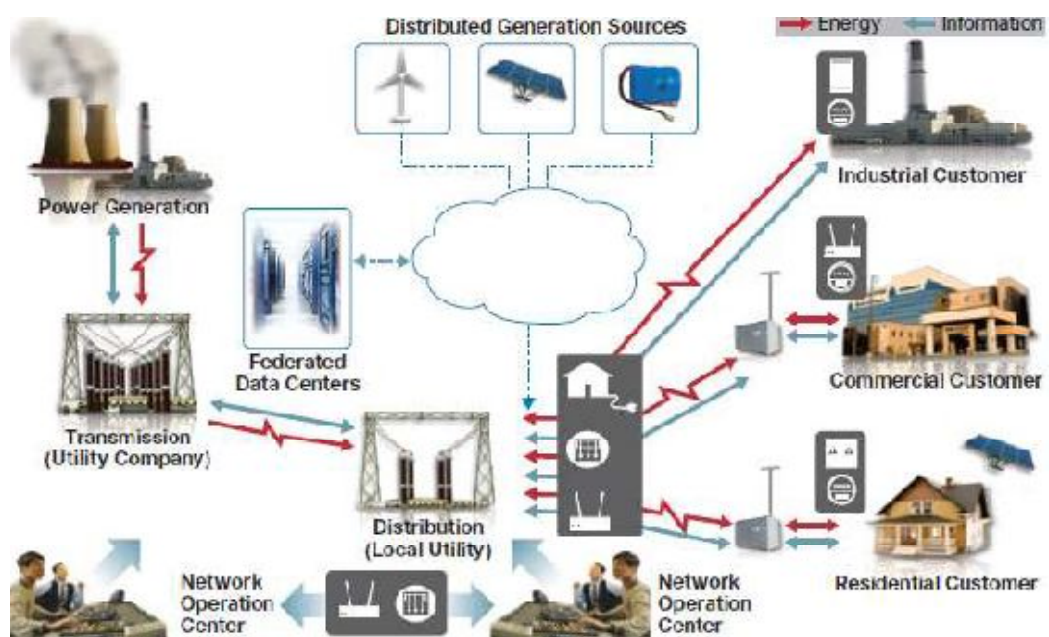 Distributed Generation Sources
Energy
Information
Power Generation
Industrial Customer
Federated
Data Centers
Commercial Customer
Transmission
(Utility Company)
Distribution
(Local Utility)
Residential Customer
Network
Operation
Center
Network
Operation
Center